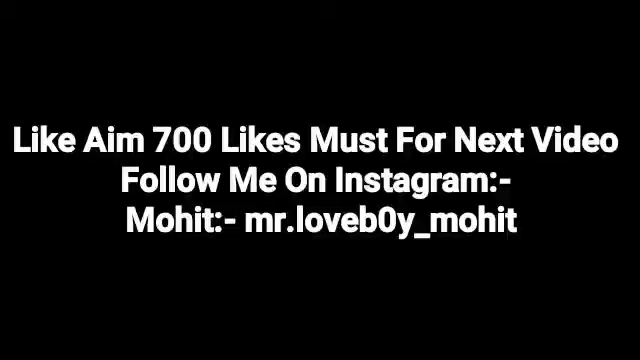 Like Aim 700 Likes Must For Next Video
Follow Me On Instagram:-
Mohit:- mr.loveb0y_mohit